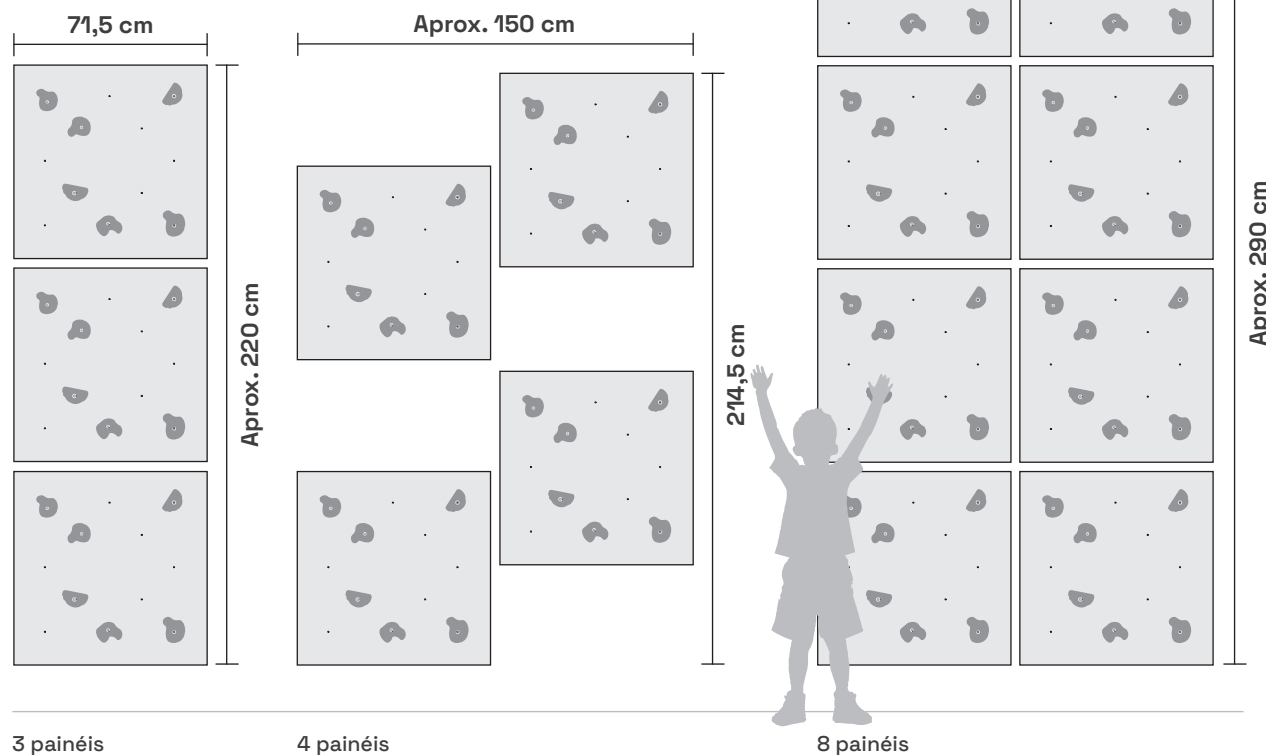 71,5 cm
Aprox. 150 cm
Aprox. 220 cm
214,5 cm
Aprox. 290 cm
3 painéis
4 painéis
8 painéis